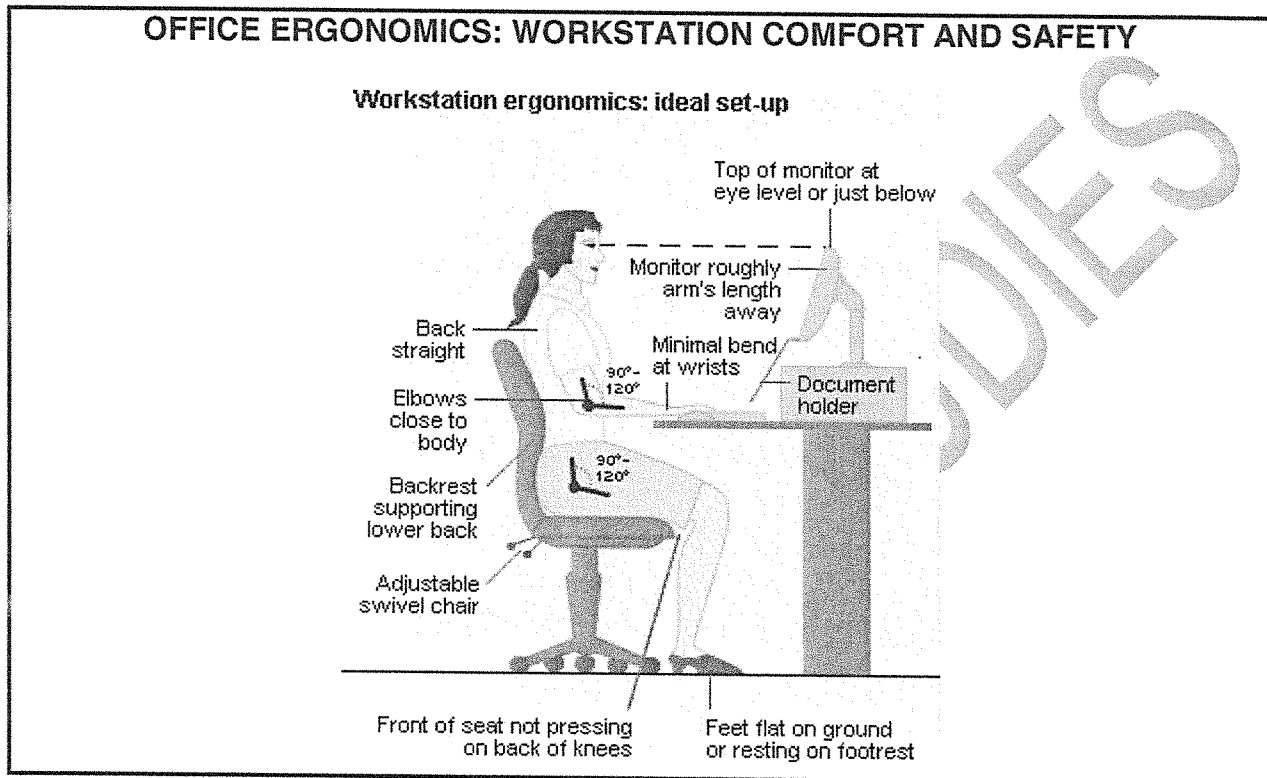 OFFICE ERGONOMICS: WORKSTATION COMFORT AND SAFETY
Workstation ergonomics: ideal set-up
Top of monitor at
eye level or just below
Monitor roughly
arm's length
away
Back
straight
Minimal bend
at wrists
90°-
120°
Document
holder
Elbows
close to
body
90°-
120°
Backrest
supporting
lower back
Adjustable
swivel chair
Front of seat not pressing
on back of knees
Feet flat on ground
or resting on footrest
DIES